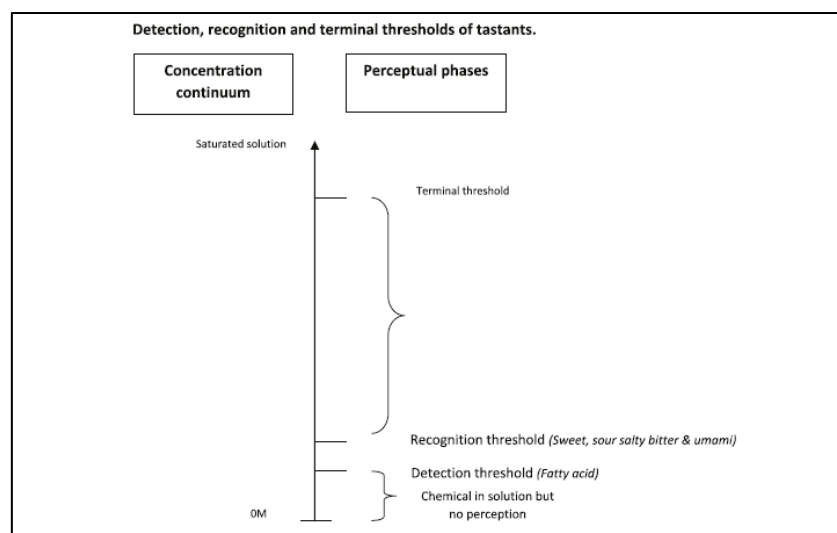 Detection, recognition and terminal thresholds of tastants.
Concentration
continuum
Perceptual phases
Saturated solution
Terminal threshold
Recognition threshold (Sweet, sour salty bitter & umami)
Detection threshold (Fatty acid)
Chemical in solution but
no perception
0M